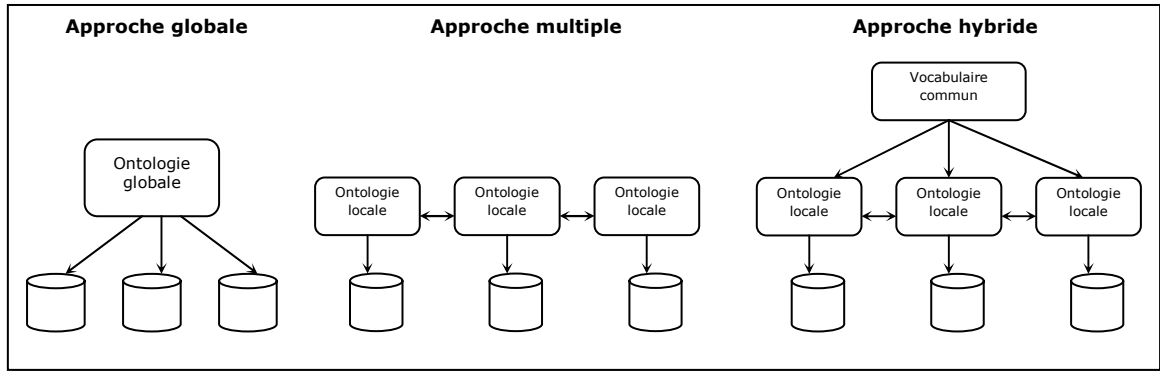 Approche globale
Approche multiple
Approche hybride
Vocabulaire
commun
Ontologie
globale
Ontologie
locale
Ontologie
locale
Ontologie
locale
Ontologie
locale
Ontologie
locale
Ontologie
locale